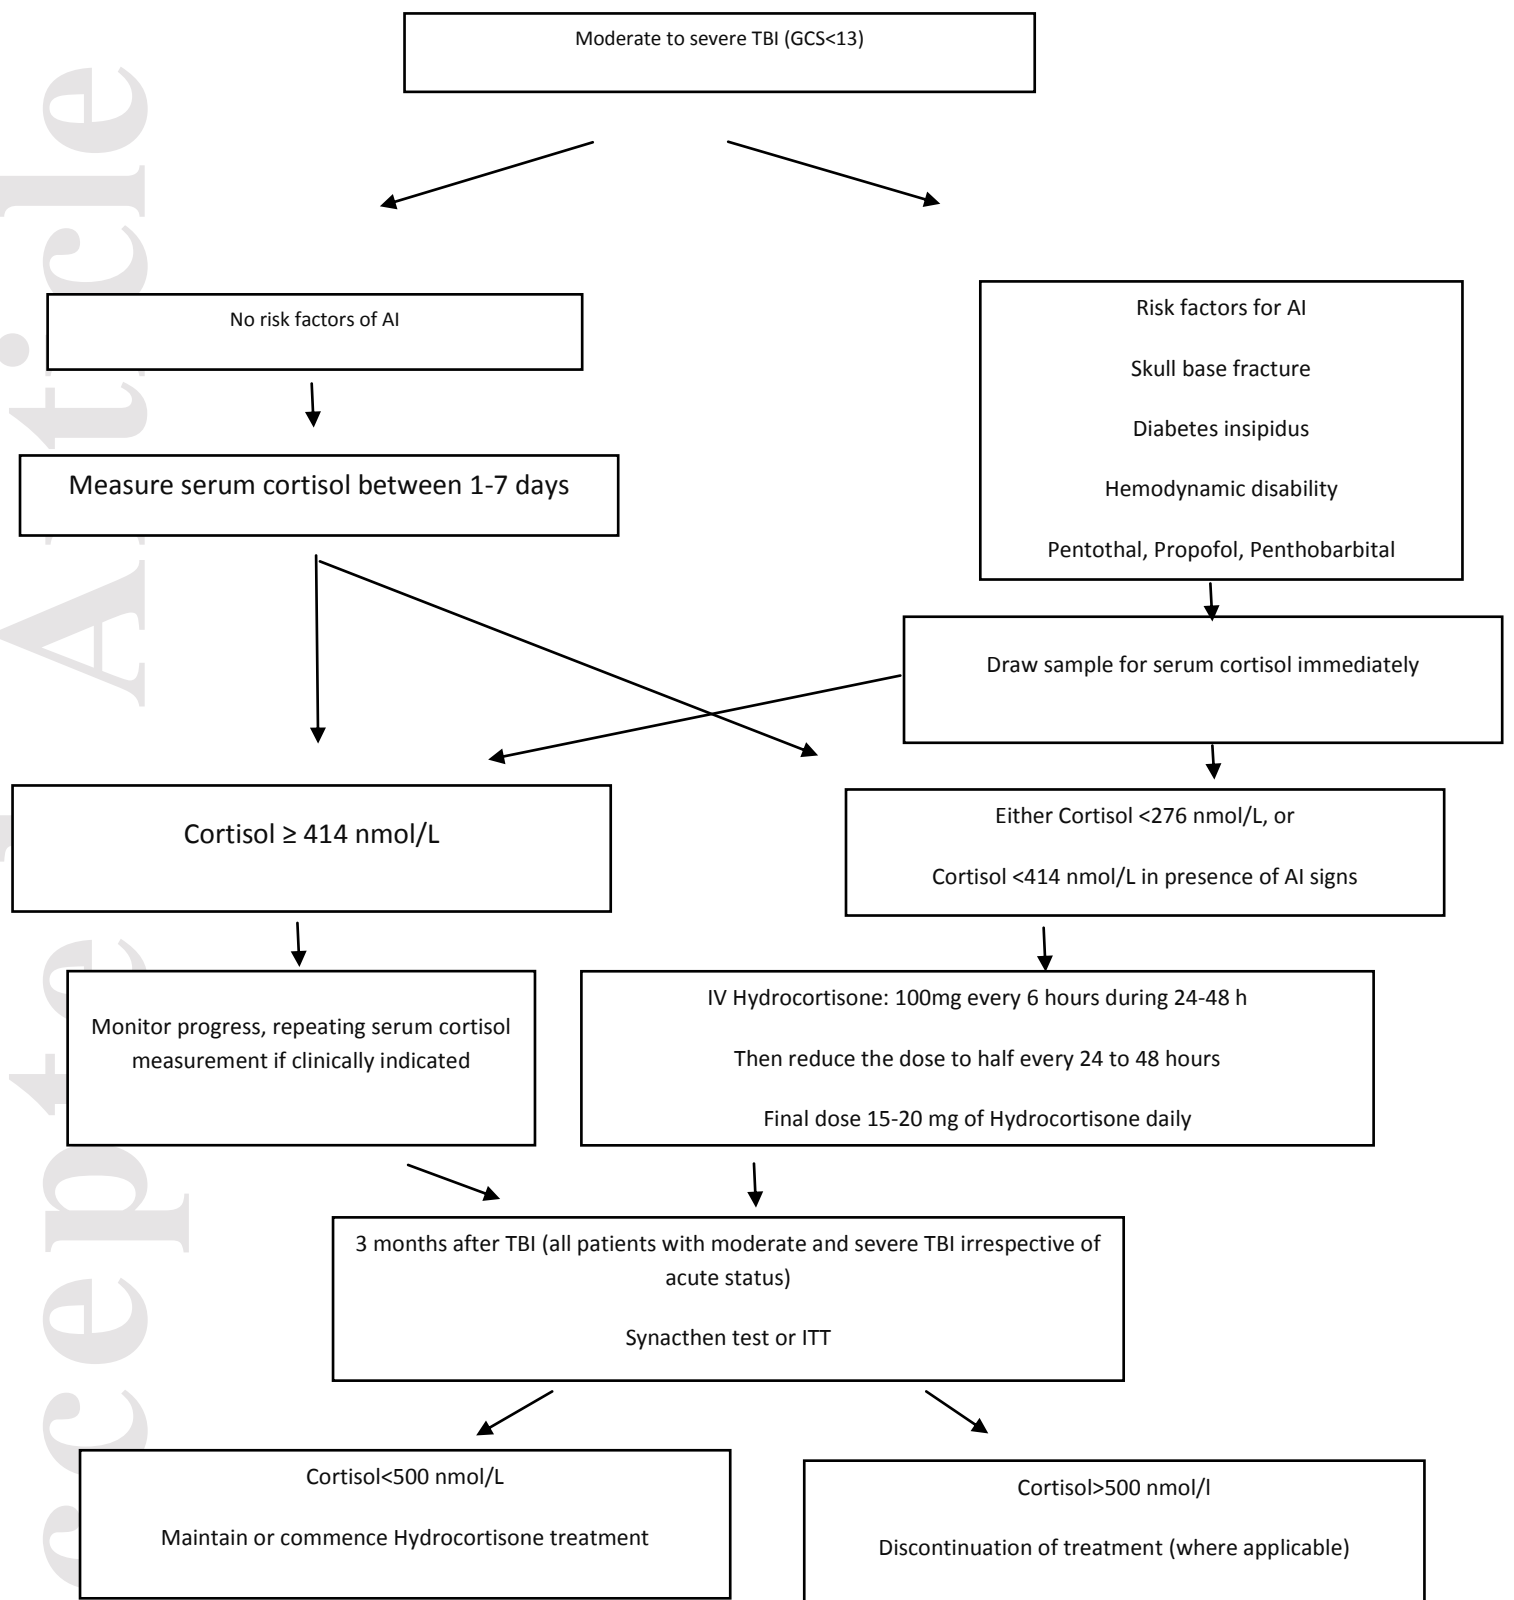 Moderate to severe TBI (GCS<13)
No risk factors of AI
Risk factors for AI
Skull base fracture
Diabetes insipidus
Hemodynamic disability
Pentothal, Propofol, Penthobarbital
Measure serum cortisol between 1-7 days
Draw sample for serum cortisol immediately
Cortisol ≥ 414 nmol/L
Either Cortisol <276 nmol/L, or
Cortisol <414 nmol/L in presence of AI signs
Monitor progress, repeating serum cortisol
measurement if clinically indicated
IV Hydrocortisone: 100mg every 6 hours during 24-48 h
Then reduce the dose to half every 24 to 48 hours
Final dose 15-20 mg of Hydrocortisone daily
3 months after TBI (all patients with moderate and severe TBI irrespective of
acute status)
Synacthen test or ITT
Cortisol<500 nmol/L
Maintain or commence Hydrocortisone treatment
Cortisol>500 nmol/l
Discontinuation of treatment (where applicable)
Article